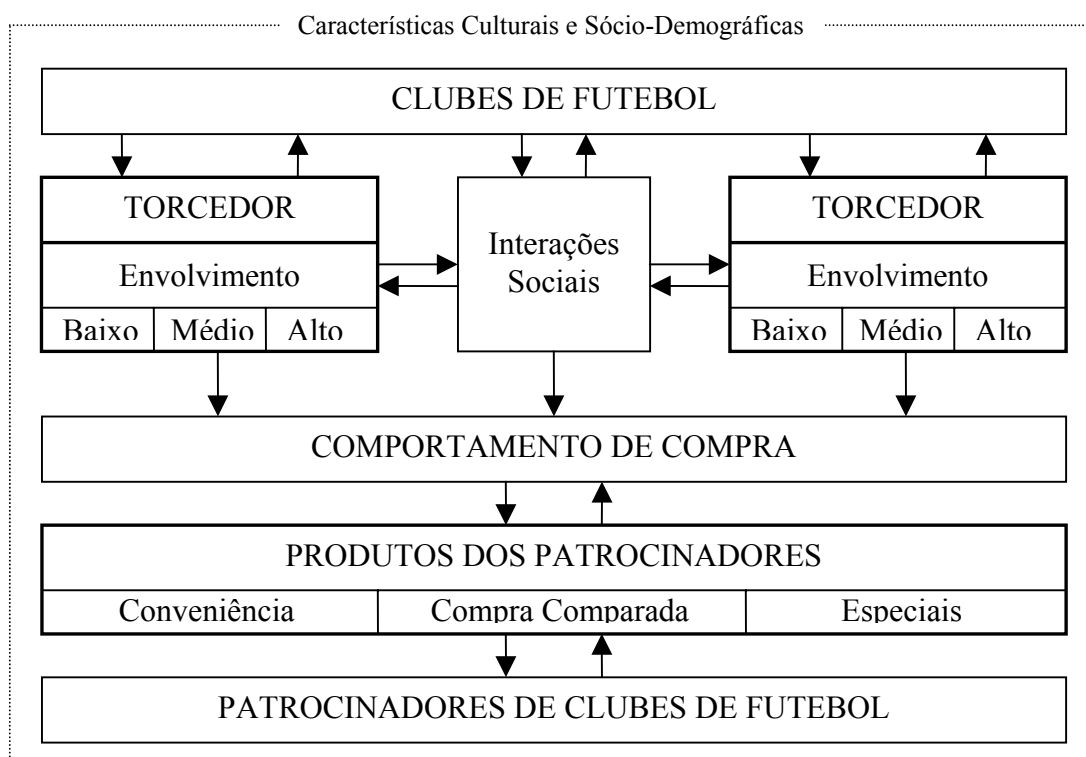 Características Culturais e Sócio-Demográficas
CLUBES DE FUTEBOL
TORCEDOR
Envolvimento
Baixo Médio Alto
Interações
Sociais
TORCEDOR
Envolvimento
Baixo Médio Alto
COMPORTAMENTO DE COMPRA
PRODUTOS DOS PATROCINADORES
Conveniência Compra Comparada Especiais
PATROCINADORES DE CLUBES DE FUTEBOL